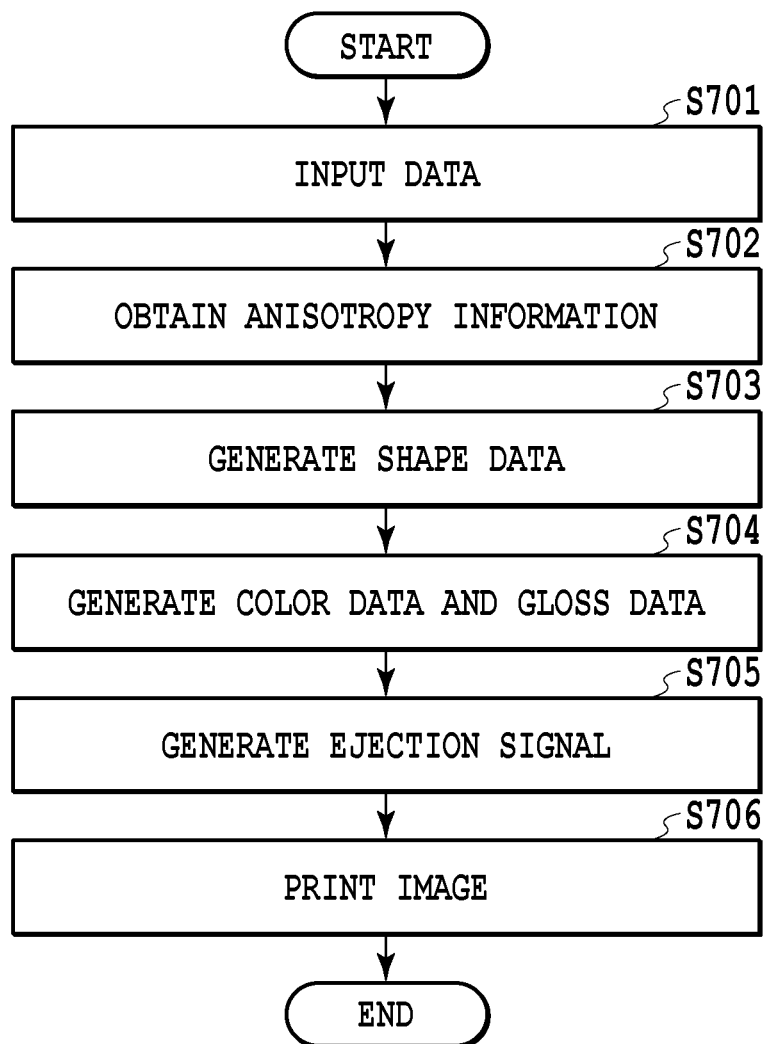 START
S701
INPUT DATA
S702
OBTAIN ANISOTROPY INFORMATION
S703
GENERATE SHAPE DATA
S704
GENERATE COLOR DATA AND GLOSS DATA
S705
GENERATE EJECTION SIGNAL
S706
PRINT IMAGE
END